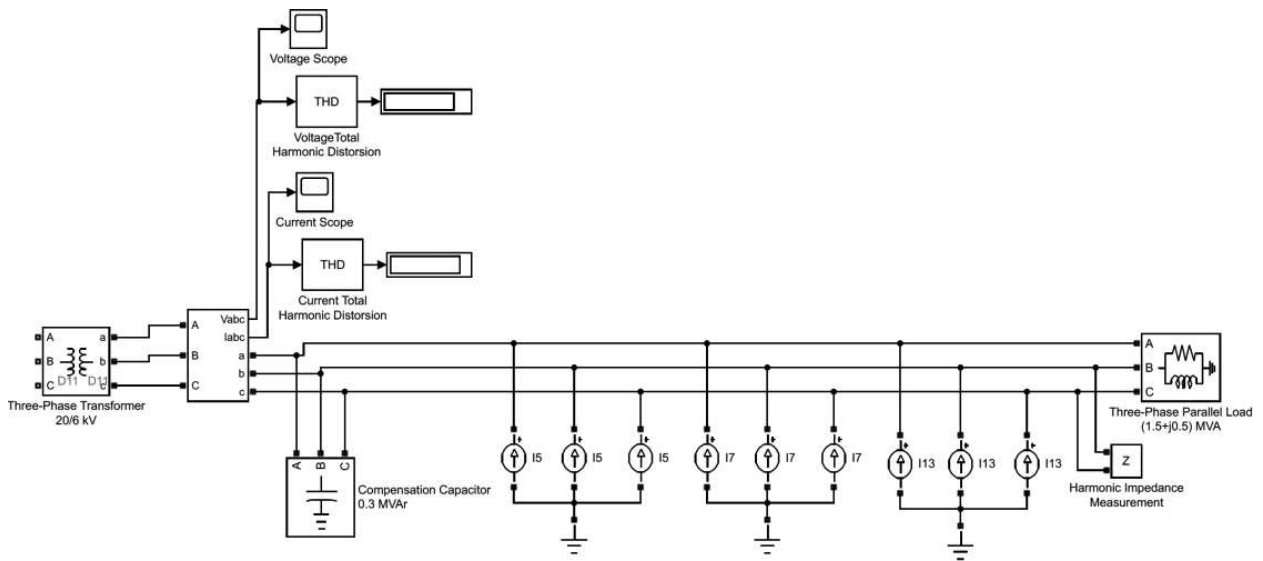 Voltage Scope
THD
VoltageTotal
Harmonic Distorsion
Current Scope
THD
Current Total
Harmonic Distorsion
A
B
C
a
b
c
D11 D11
Three-Phase Transformer
20/6 kV
A
B
C
Vabc
Iabc
a
b
c
A
B
C
Compensation Capacitor
0.3 MVAr
+
I5
+
I5
+
I5
+
I7
+
I7
+
I7
+
I13
+
I13
+
I13
A
B
C
Three-Phase Parallel Load
(1.5+j0.5) MVA
Z
Harmonic Impedance
Measurement